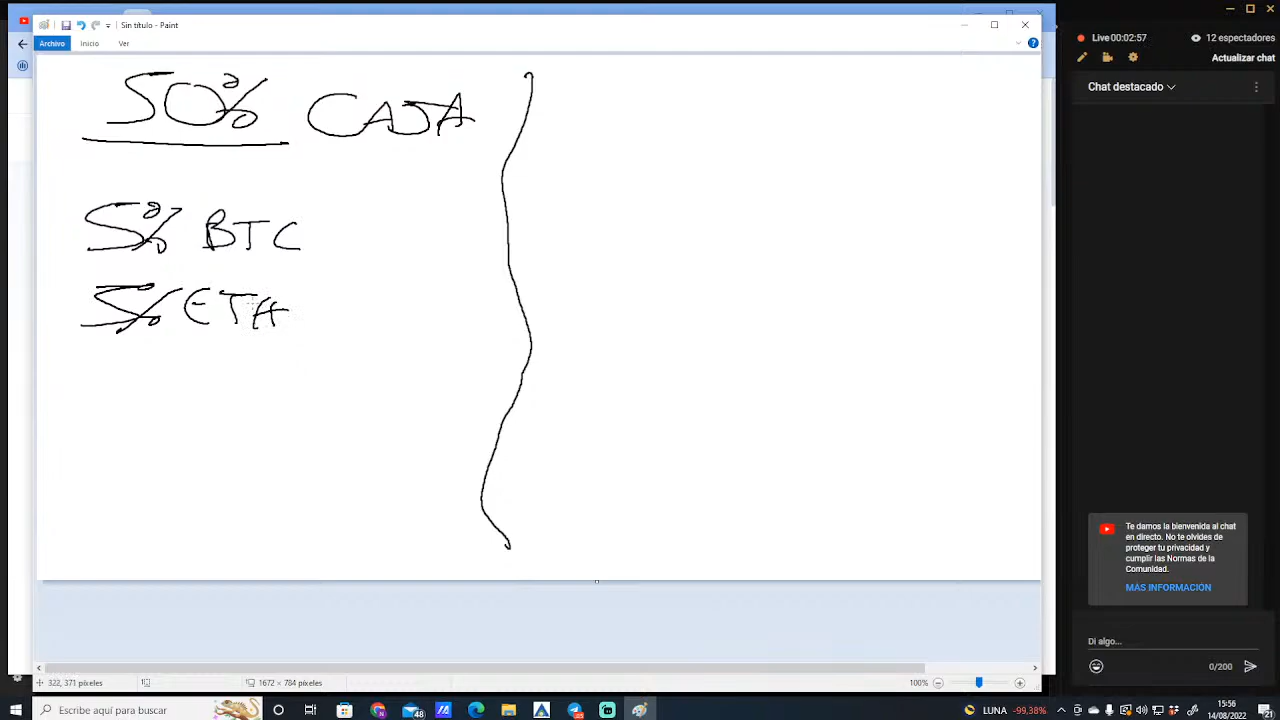 Sin título - Paint
Archivo Inicio Ver
50% CAJA
5% BTC
5% ETH
322, 371 píxeles
1672 × 784 píxeles
100%
Live 00:02:57
12 espectadores
Actualizar chat
Chat destacado
Te damos la bienvenida al chat
en directo. No te olvides de
proteger tu privacidad y
cumplir las Normas de la
Comunidad.
MÁS INFORMACIÓN
Di algo...
0/200
Escribe aquí para buscar
48
LUNA -99,38%
15:56
14/08/2022